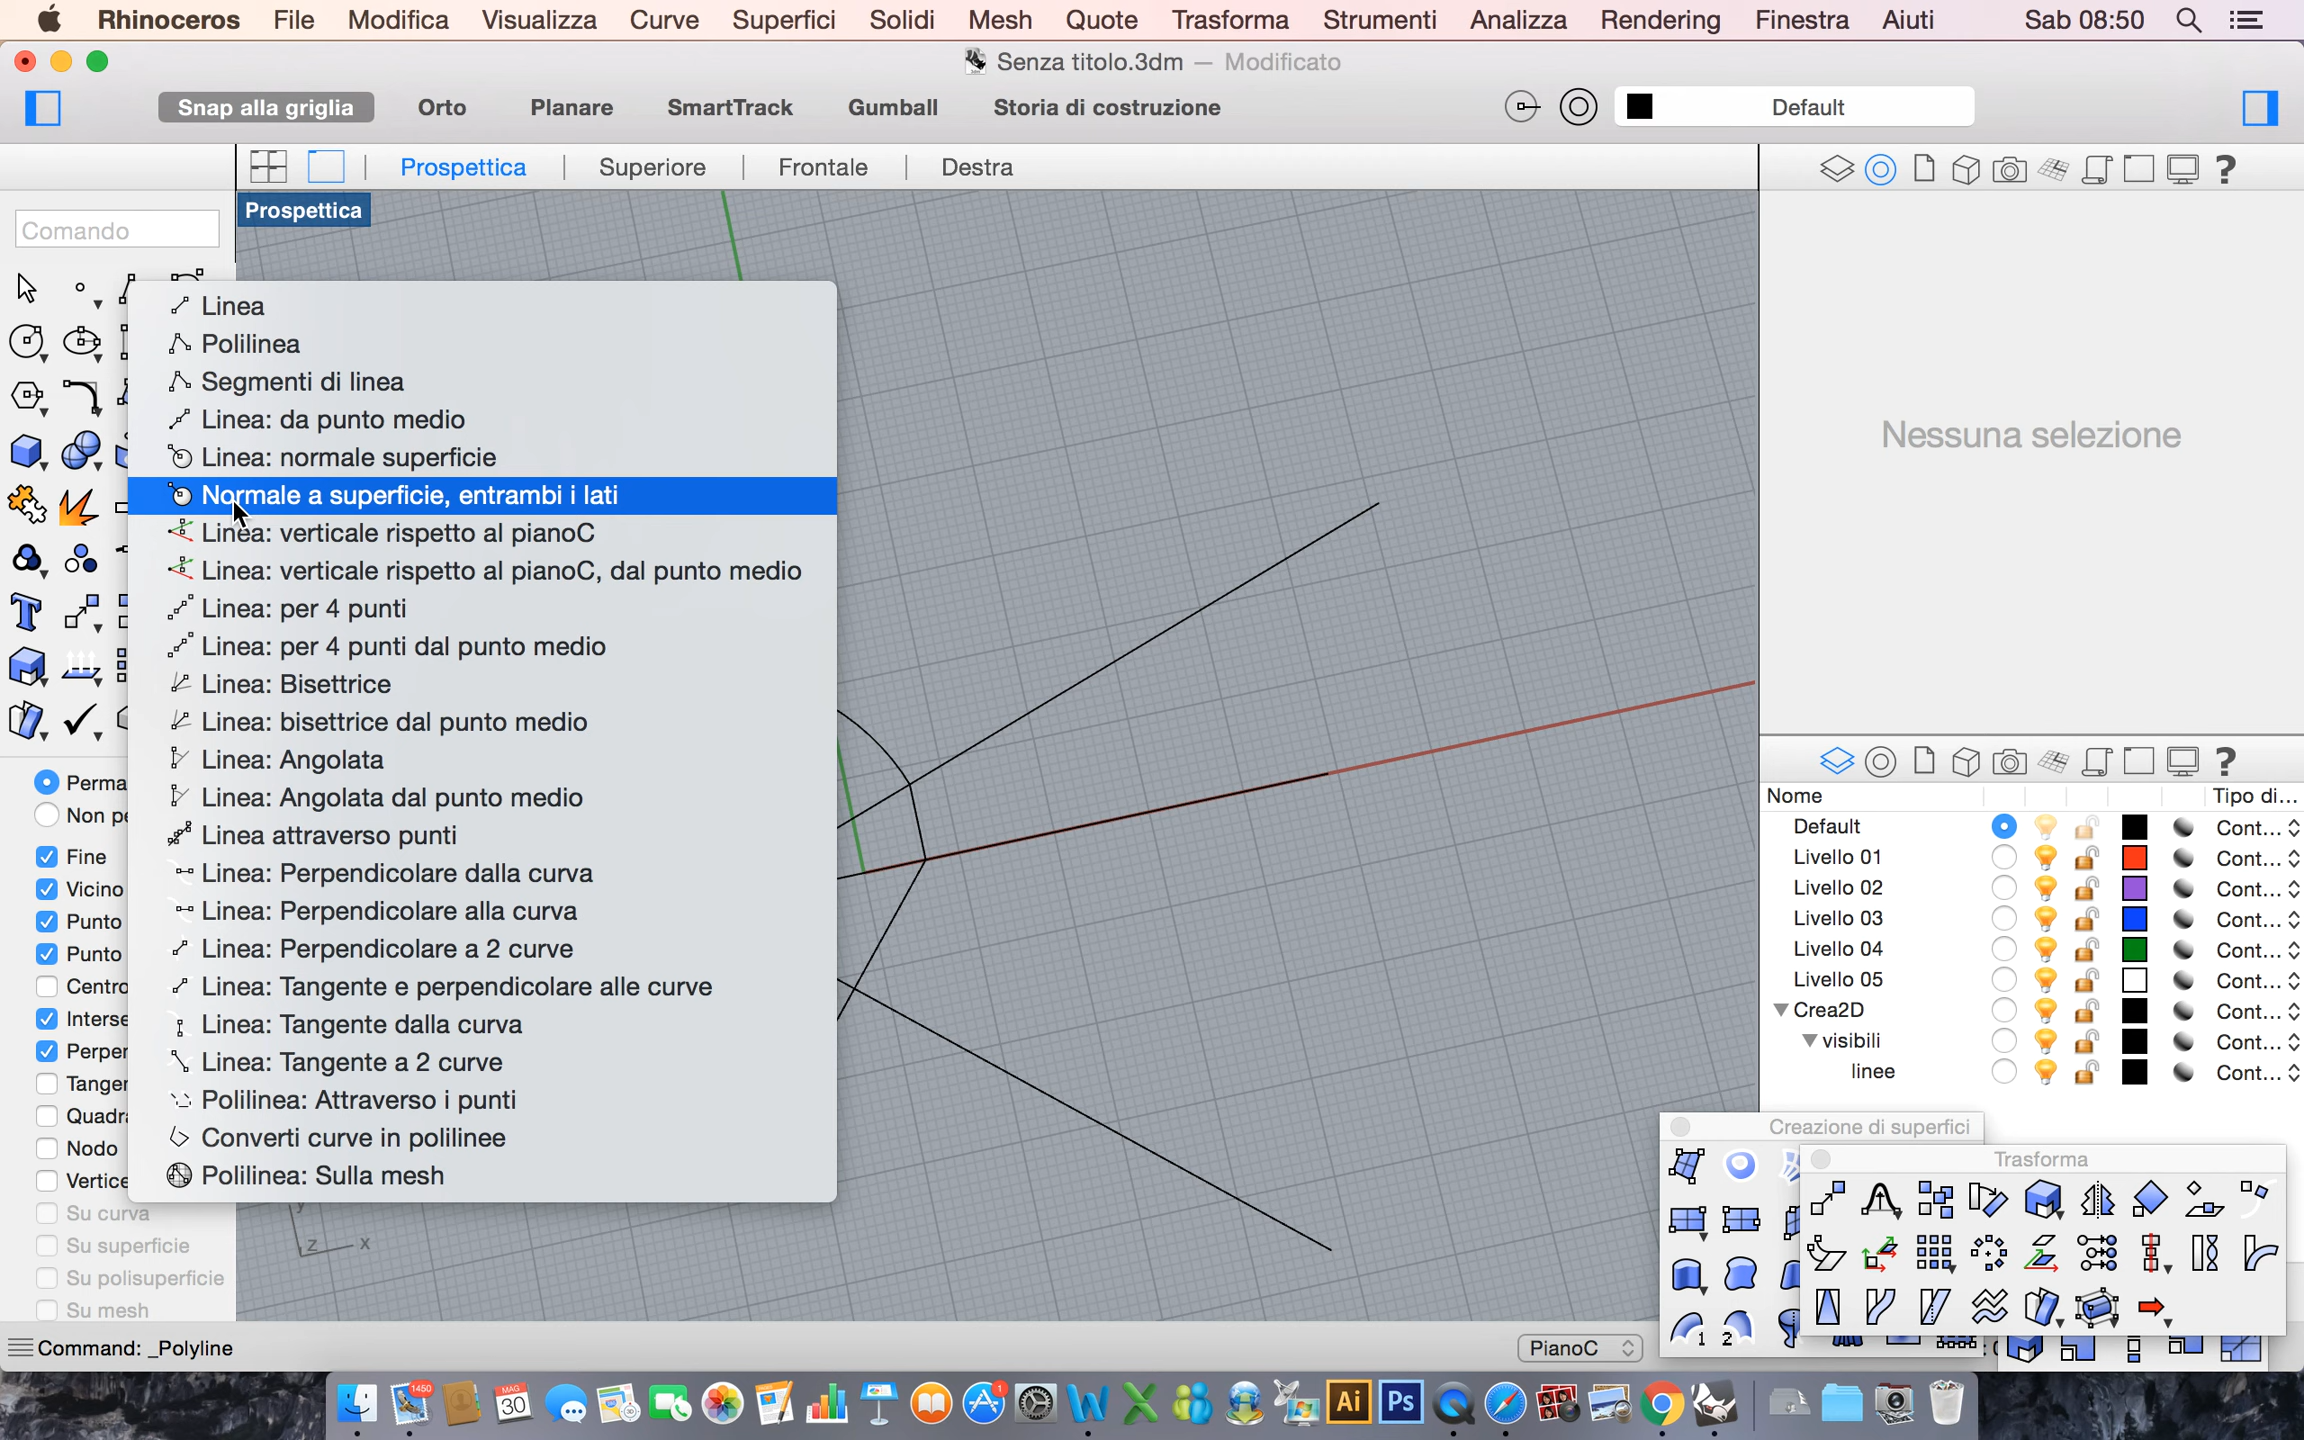 Rhinoceros File Modifica Visualizza Curve Superfici Solidi Mesh Quote Trasforma Strumenti Analizza Rendering Finestra Aiuti Sab 08:50
Senza titolo.3dm — Modificato
Snap alla griglia Orto Planare SmartTrack Gumball Storia di costruzione Default
Prospettica Superiore Frontale Destra
Prospettica
Comando
Linea
Polilinea
Segmenti di linea
Linea: da punto medio
Linea: normale superficie
Normale a superficie, entrambi i lati
Linea: verticale rispetto al pianoC
Linea: verticale rispetto al pianoC, dal punto medio
Linea: per 4 punti
Linea: per 4 punti dal punto medio
Linea: Bisettrice
Linea: bisettrice dal punto medio
Linea: Angolata
Linea: Angolata dal punto medio
Linea attraverso punti
Linea: Perpendicolare dalla curva
Linea: Perpendicolare alla curva
Linea: Perpendicolare a 2 curve
Linea: Tangente e perpendicolare alle curve
Linea: Tangente dalla curva
Linea: Tangente a 2 curve
Polilinea: Attraverso i punti
Converti curve in polilinee
Polilinea: Sulla mesh
Perma
Non pe
Fine
Vicino
Punto
Punto
Centro
Interse
Perper
Tanger
Quadra
Nodo
Vertice
Su curva
Su superficie
Su polisuperficie
Su mesh
y
z x
Nessuna selezione
Nome Tipo di...
Default Cont...
Livello 01 Cont...
Livello 02 Cont...
Livello 03 Cont...
Livello 04 Cont...
Livello 05 Cont...
Crea2D Cont...
visibili Cont...
linee Cont...
Creazione di superfici
Trasforma
1 2
Command: _Polyline
PianoC
1450
MAG
30
1
Ai
Ps